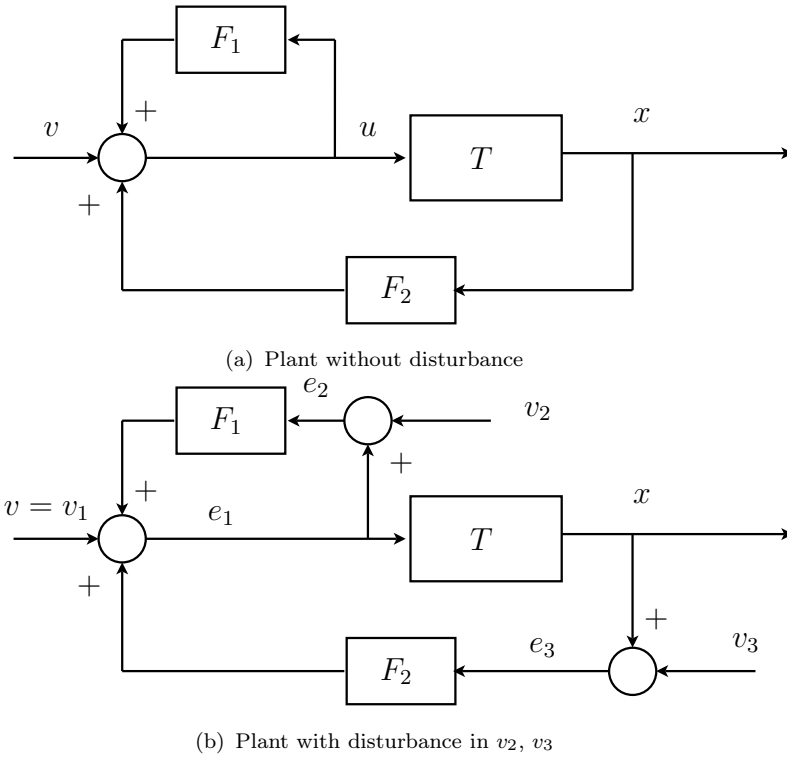 F₁
+
v
u
x
T
+
F₂
(a) Plant without disturbance
e₂
F₁
v₂
+
+
v = v₁
e₁
x
T
+
+
e₃
v₃
F₂
(b) Plant with disturbance in v₂, v₃